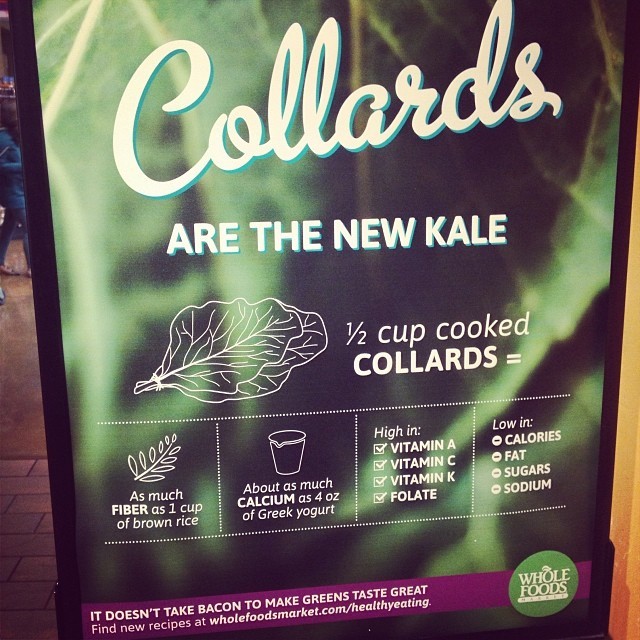 Collards
ARE THE NEW KALE
½ cup cooked
COLLARDS =
As much
FIBER as 1 cup
of brown rice
About as much
CALCIUM as 4 oz
of Greek yogurt
High in:
VITAMIN A
VITAMIN C
VITAMIN K
FOLATE
Low in:
CALORIES
FAT
SUGARS
SODIUM
IT DOESN'T TAKE BACON TO MAKE GREENS TASTE GREAT
Find new recipes at wholefoodsmarket.com/healthyeating.
WHOLE
FOODS
MARKET